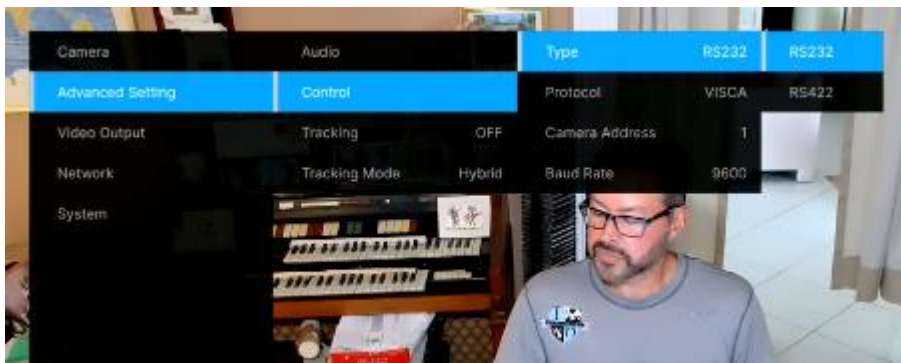 Camera
Advanced Setting
Video Output
Network
System
Audio
Control
Tracking OFF
Tracking Mode Hybrid
Type RS232
Protocol VISCA
Camera Address 1
Baud Rate 9600
RS232
RS422